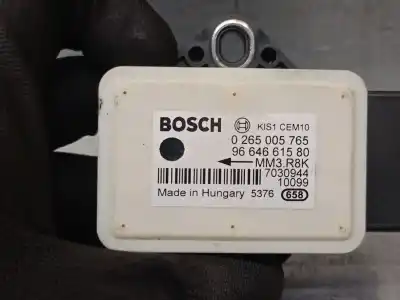 BOSCH KIS1 CEM10
0 265 005 765
96 646 615 80
MM3.R8K
7030944
10099
Made in Hungary 5376 658